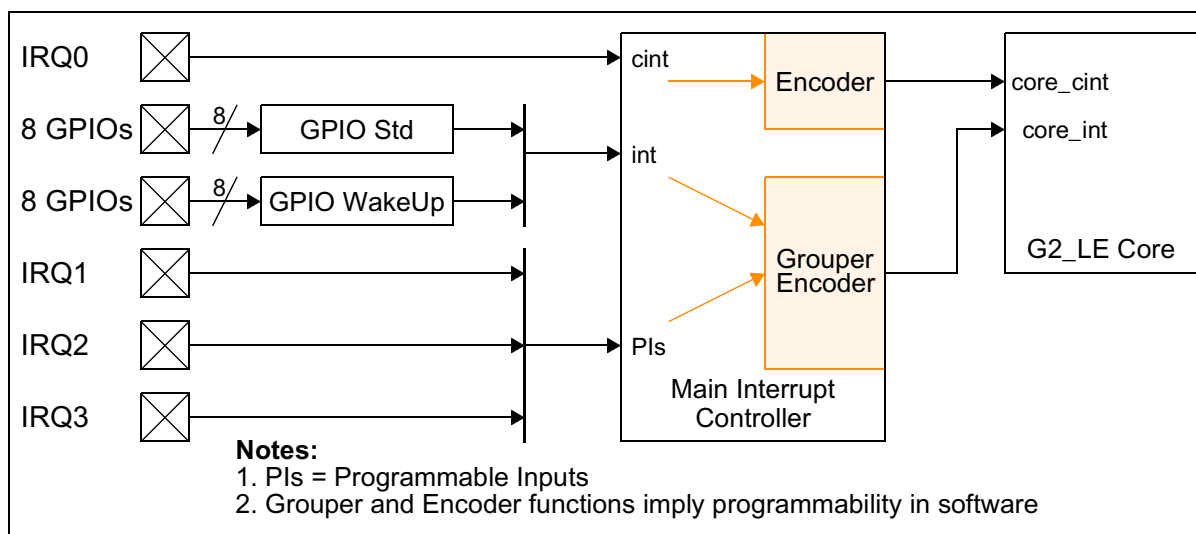 IRQ0
cint
Encoder
core_cint
8 GPIOs
8
GPIO Std
core_int
int
8 GPIOs
8
GPIO WakeUp
Grouper
Encoder
G2_LE Core
IRQ1
IRQ2
PIs
Main Interrupt
Controller
IRQ3
Notes:
1. PIs = Programmable Inputs
2. Grouper and Encoder functions imply programmability in software